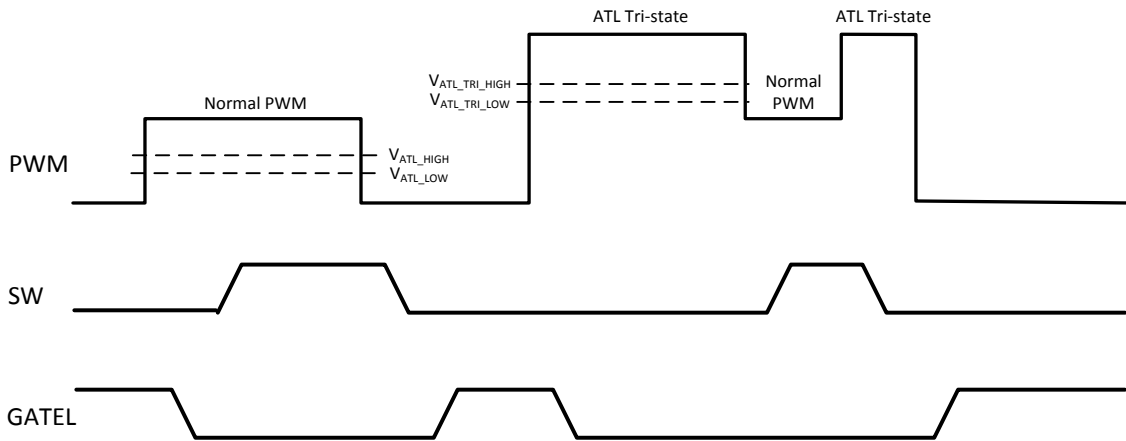 ATL Tri-state
ATL Tri-state
V_ATL_TRI_HIGH
V_ATL_TRI_LOW
Normal
PWM
Normal PWM
PWM
V_ATL_HIGH
V_ATL_LOW
SW
GATEL